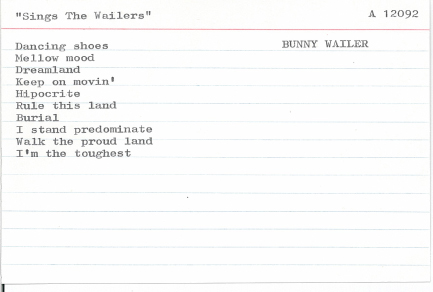 "Sings The Wailers" A 12092
Dancing shoes BUNNY WAILER
Mellow mood
Dreamland
Keep on movin'
Hipocrite
Rule this land
Burial
I stand predominate
Walk the proud land
I'm the toughest